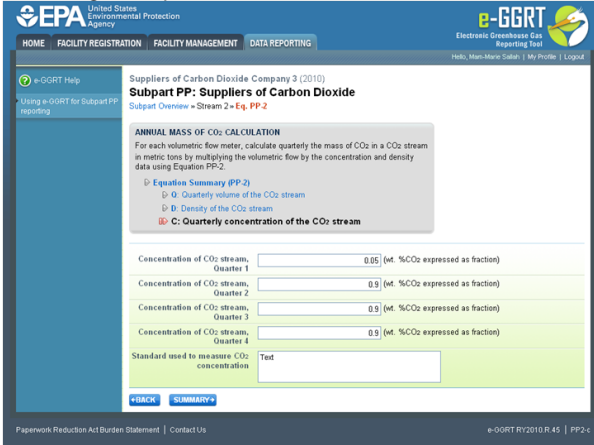 EPA United States Environmental Protection Agency
e-GGRT
Electronic Greenhouse Gas
Reporting Tool
HOME FACILITY REGISTRATION FACILITY MANAGEMENT DATA REPORTING
Hello, Mam-Marie Sallah | My Profile | Logout
e-GGRT Help
Using e-GGRT for Subpart PP
reporting
Suppliers of Carbon Dioxide Company 3 (2010)
Subpart PP: Suppliers of Carbon Dioxide
Subpart Overview » Stream 2 » Eq. PP-2
ANNUAL MASS OF CO2 CALCULATION
For each volumetric flow meter, calculate quarterly the mass of CO2 in a CO2 stream
in metric tons by multiplying the volumetric flow by the concentration and density
data using Equation PP-2.
Equation Summary (PP-2)
Q: Quarterly volume of the CO2 stream
D: Density of the CO2 stream
C: Quarterly concentration of the CO2 stream
Concentration of CO2 stream,
Quarter 1
0.05 (wt. %CO2 expressed as fraction)
Concentration of CO2 stream,
Quarter 2
0.9 (wt. %CO2 expressed as fraction)
Concentration of CO2 stream,
Quarter 3
0.9 (wt. %CO2 expressed as fraction)
Concentration of CO2 stream,
Quarter 4
0.9 (wt. %CO2 expressed as fraction)
Standard used to measure CO2
concentration
Text
BACK SUMMARY
Paperwork Reduction Act Burden Statement | Contact Us
e-GGRT RY2010.R.45 | PP2-c